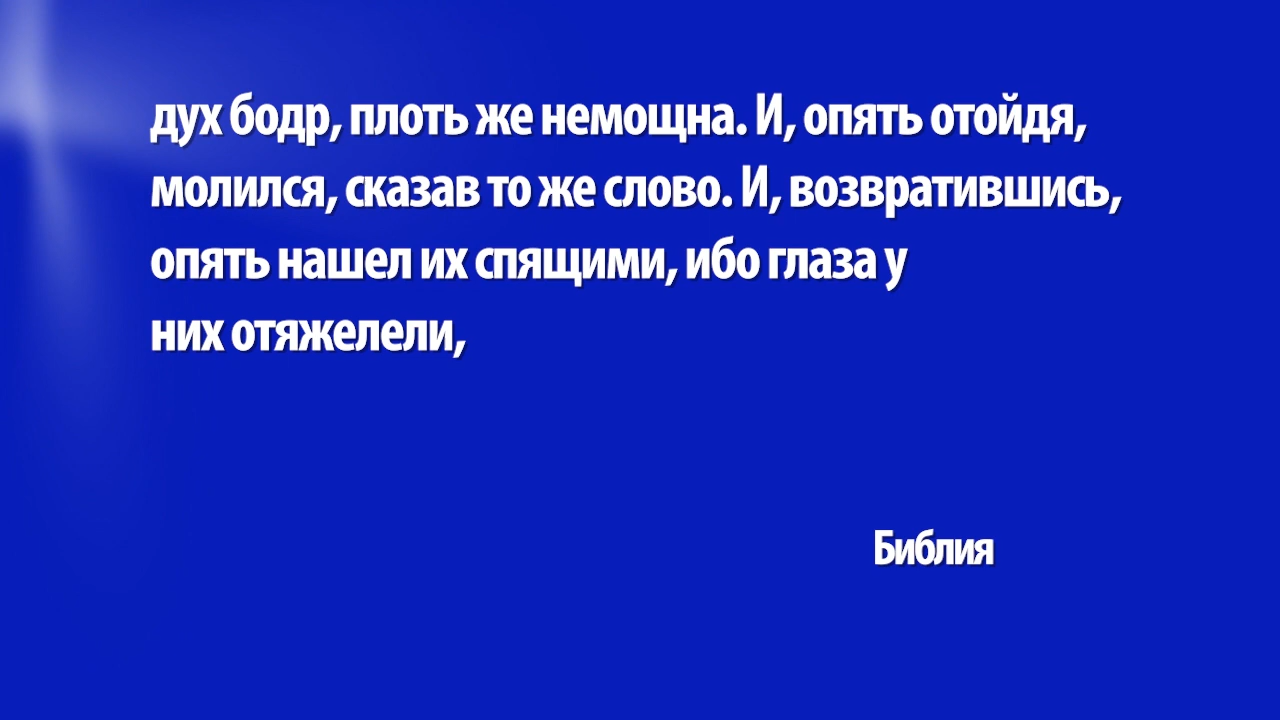 дух бодр, плоть же немощна. И, опять отойдя,
молился, сказав то же слово. И, возвратившись,
опять нашел их спящими, ибо глаза у
них отяжелели,
Библия